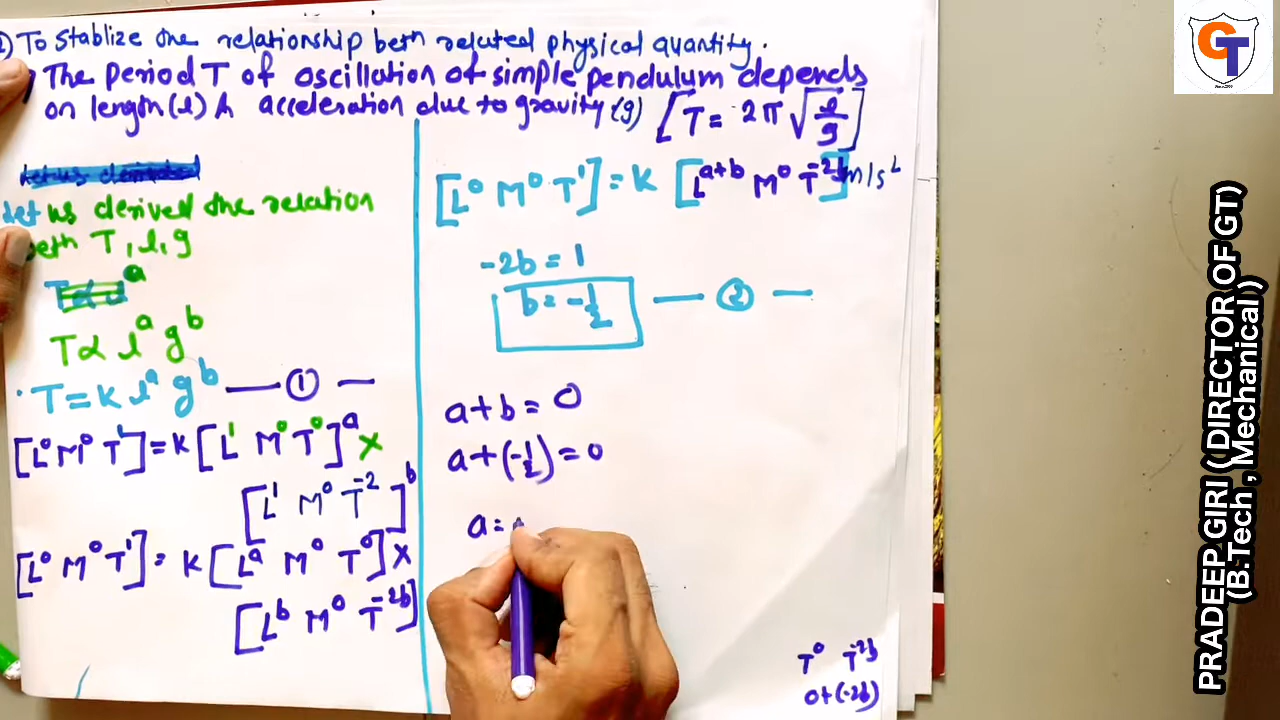 To stablize the relationship betn related physical quantity.
The period T of oscillation of simple pendulum depends
on length (l) & acceleration due to gravity (g) [T = 2π √l/g]
Let us derived the relation
betn T, l, g
T ∝ l^a g^b
T = K l^a g^b — ① —
[L⁰ M⁰ T¹] = K [L¹ M⁰ T⁰]^a ×
[L¹ M⁰ T⁻²]^b
[L⁰ M⁰ T¹] = K [L^a M⁰ T⁰] ×
[L^b M⁰ T^-2b]
[L⁰ M⁰ T¹] = K [L^a+b M⁰ T^-2b] m/s²
-2b = 1
b = -1/2 — ② —
a + b = 0
a + (-1/2) = 0
a =
T⁰ T^-2b
0+(-2b)
GT
PRADEEP GIRI ( DIRECTOR OF GT)
(B.Tech , Mechanical )